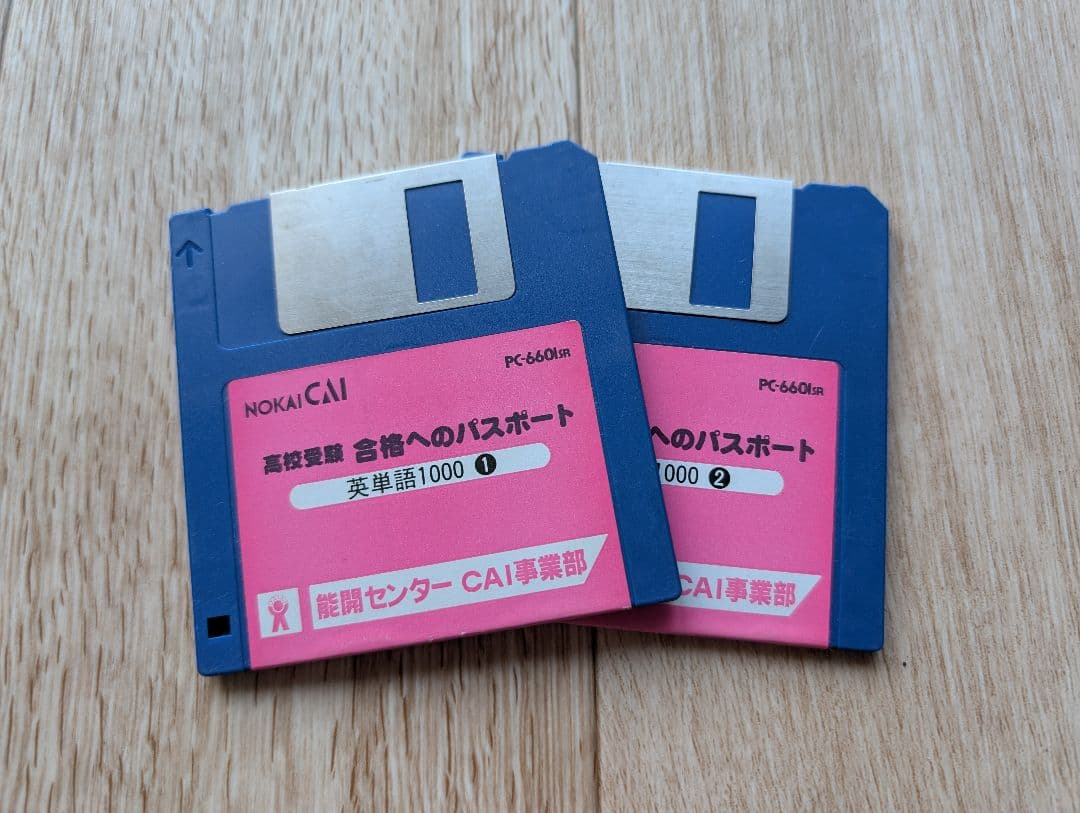 NOKAI CAI
PC-6601SR
高校受験 合格へのパスポート
英単語1000 ❶
能開センター CAI事業部
PC-6601SR
へのパスポート
1000 ❷
CAI事業部